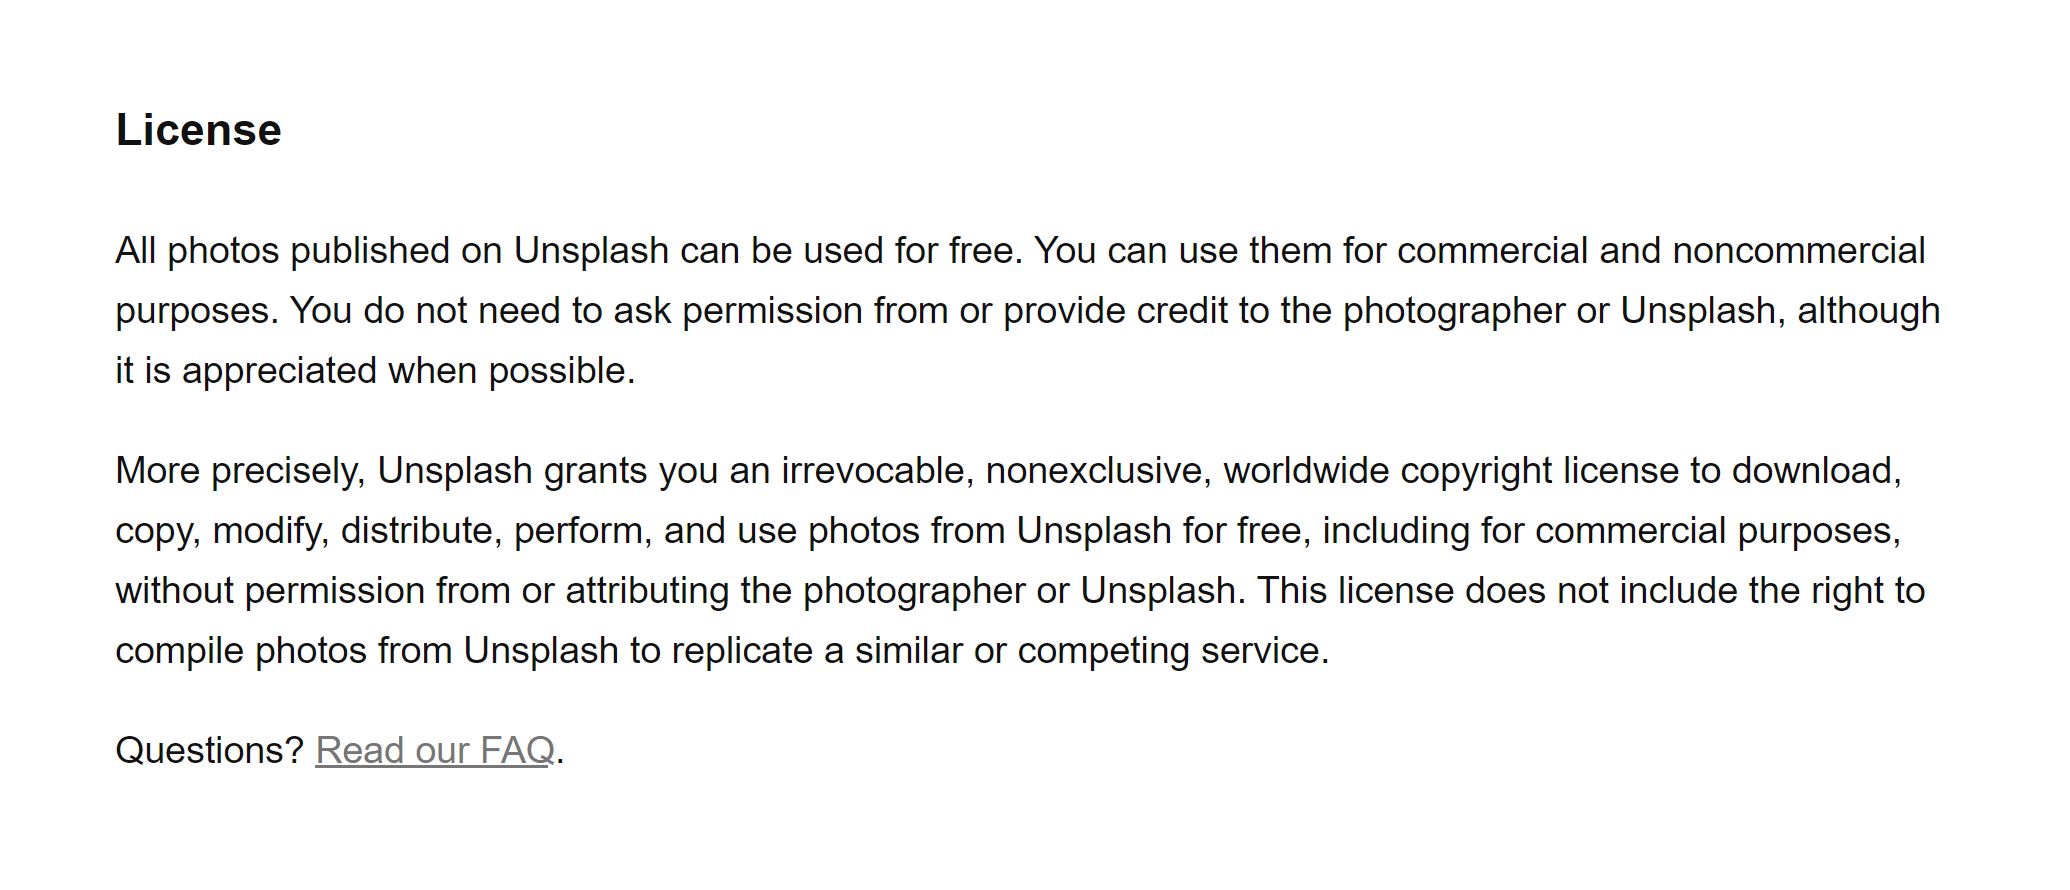 License
All photos published on Unsplash can be used for free. You can use them for commercial and noncommercial
purposes. You do not need to ask permission from or provide credit to the photographer or Unsplash, although
it is appreciated when possible.
More precisely, Unsplash grants you an irrevocable, nonexclusive, worldwide copyright license to download,
copy, modify, distribute, perform, and use photos from Unsplash for free, including for commercial purposes,
without permission from or attributing the photographer or Unsplash. This license does not include the right to
compile photos from Unsplash to replicate a similar or competing service.
Questions? Read our FAQ.